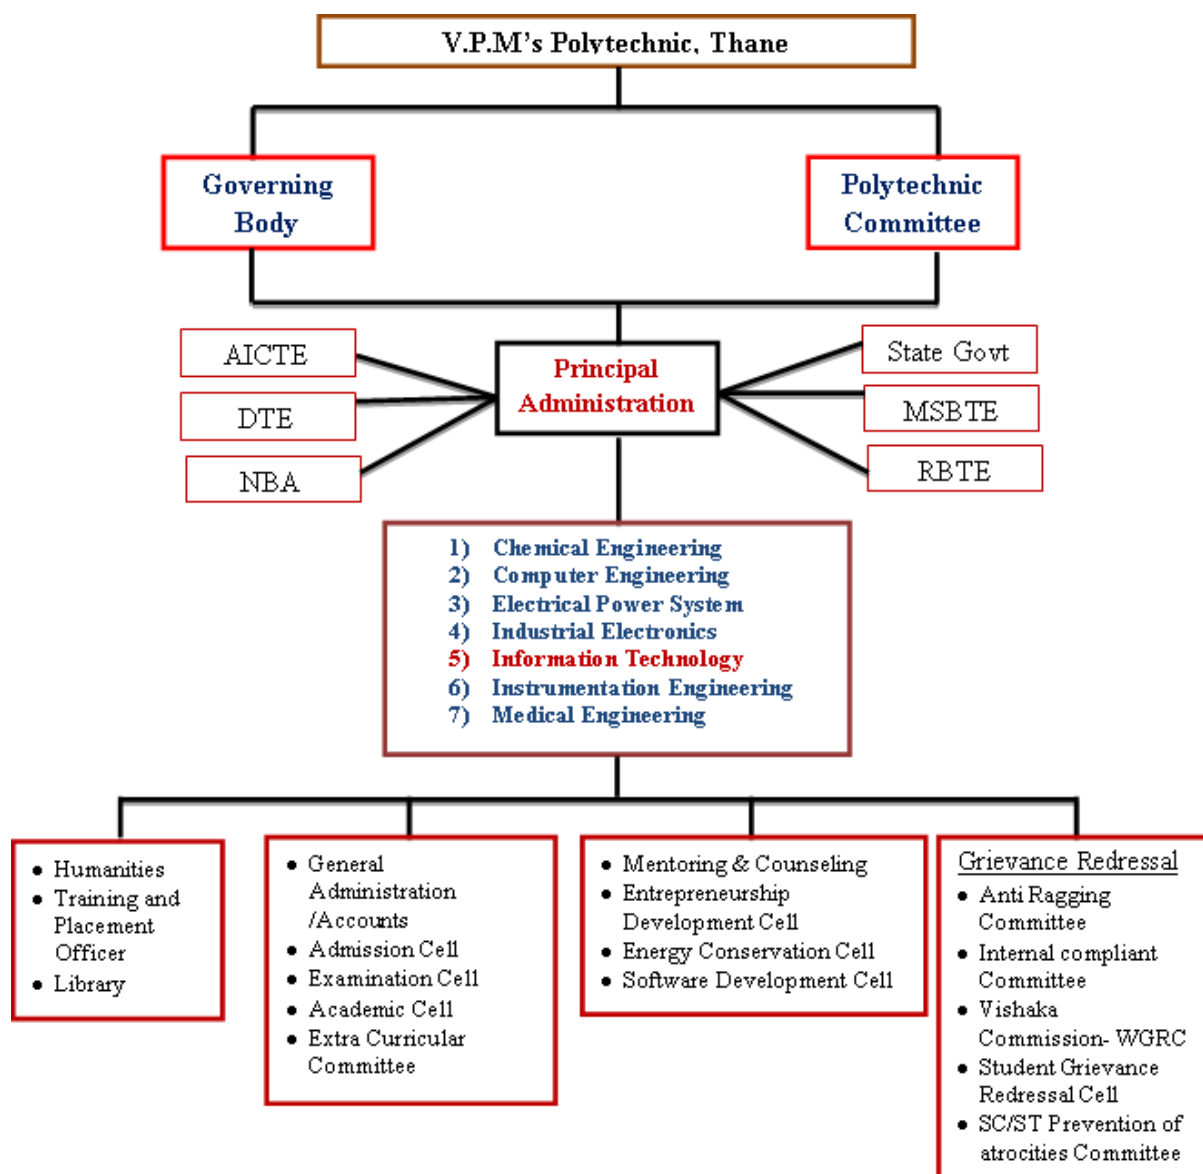 V.P.M's Polytechnic, Thane
Governing
Body
Polytechnic
Committee
AICTE
DTE
NBA
Principal
Administration
State Govt
MSBTE
RBTE
1) Chemical Engineering
2) Computer Engineering
3) Electrical Power System
4) Industrial Electronics
5) Information Technology
6) Instrumentation Engineering
7) Medical Engineering
● Humanities
● Training and
Placement
Officer
● Library
● General
Administration
/Accounts
● Admission Cell
● Examination Cell
● Academic Cell
● Extra Curricular
Committee
● Mentoring & Counseling
● Entrepreneurship
Development Cell
● Energy Conservation Cell
● Software Development Cell
Grievance Redressal
● Anti Ragging
Committee
● Internal compliant
Committee
● Vishaka
Commission- WGRC
● Student Grievance
Redressal Cell
● SC/ST Prevention of
atrocities Committee